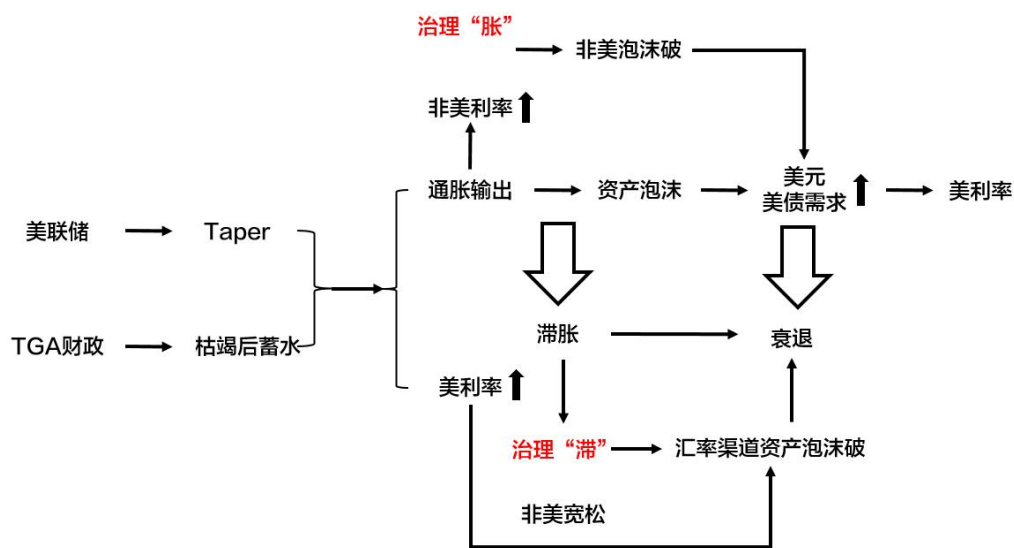 治理“胀”
非美泡沫破
非美利率
通胀输出
资产泡沫
美元
美债需求
美利率
美联储
Taper
TGA财政
枯竭后蓄水
滞胀
衰退
美利率
治理“滞”
汇率渠道资产泡沫破
非美宽松